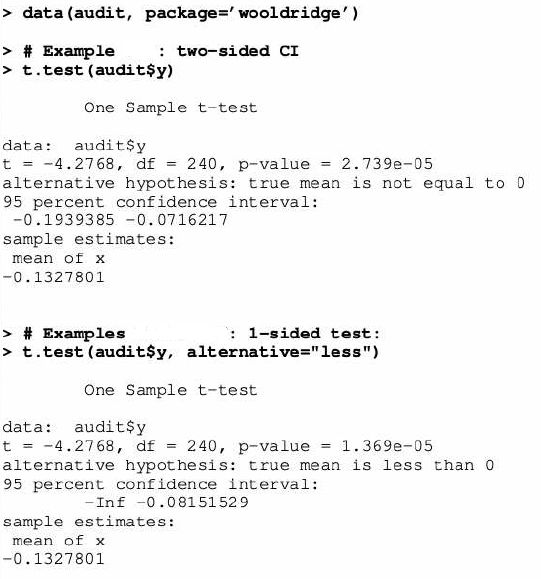 > data(audit, package=’wooldridge’)
> # Example : two-sided CI
> t.test(audit$y)
One Sample t-test
data: audit$y
t = -4.2768, df = 240, p-value = 2.739e-05
alternative hypothesis: true mean is not equal to 0
95 percent confidence interval:
-0.1939385 -0.0716217
sample estimates:
mean of x
-0.1327801
> # Examples : 1-sided test:
> t.test(audit$y, alternative="less")
One Sample t-test
data: audit$y
t = -4.2768, df = 240, p-value = 1.369e-05
alternative hypothesis: true mean is less than 0
95 percent confidence interval:
-Inf -0.08151529
sample estimates:
mean of x
-0.1327801